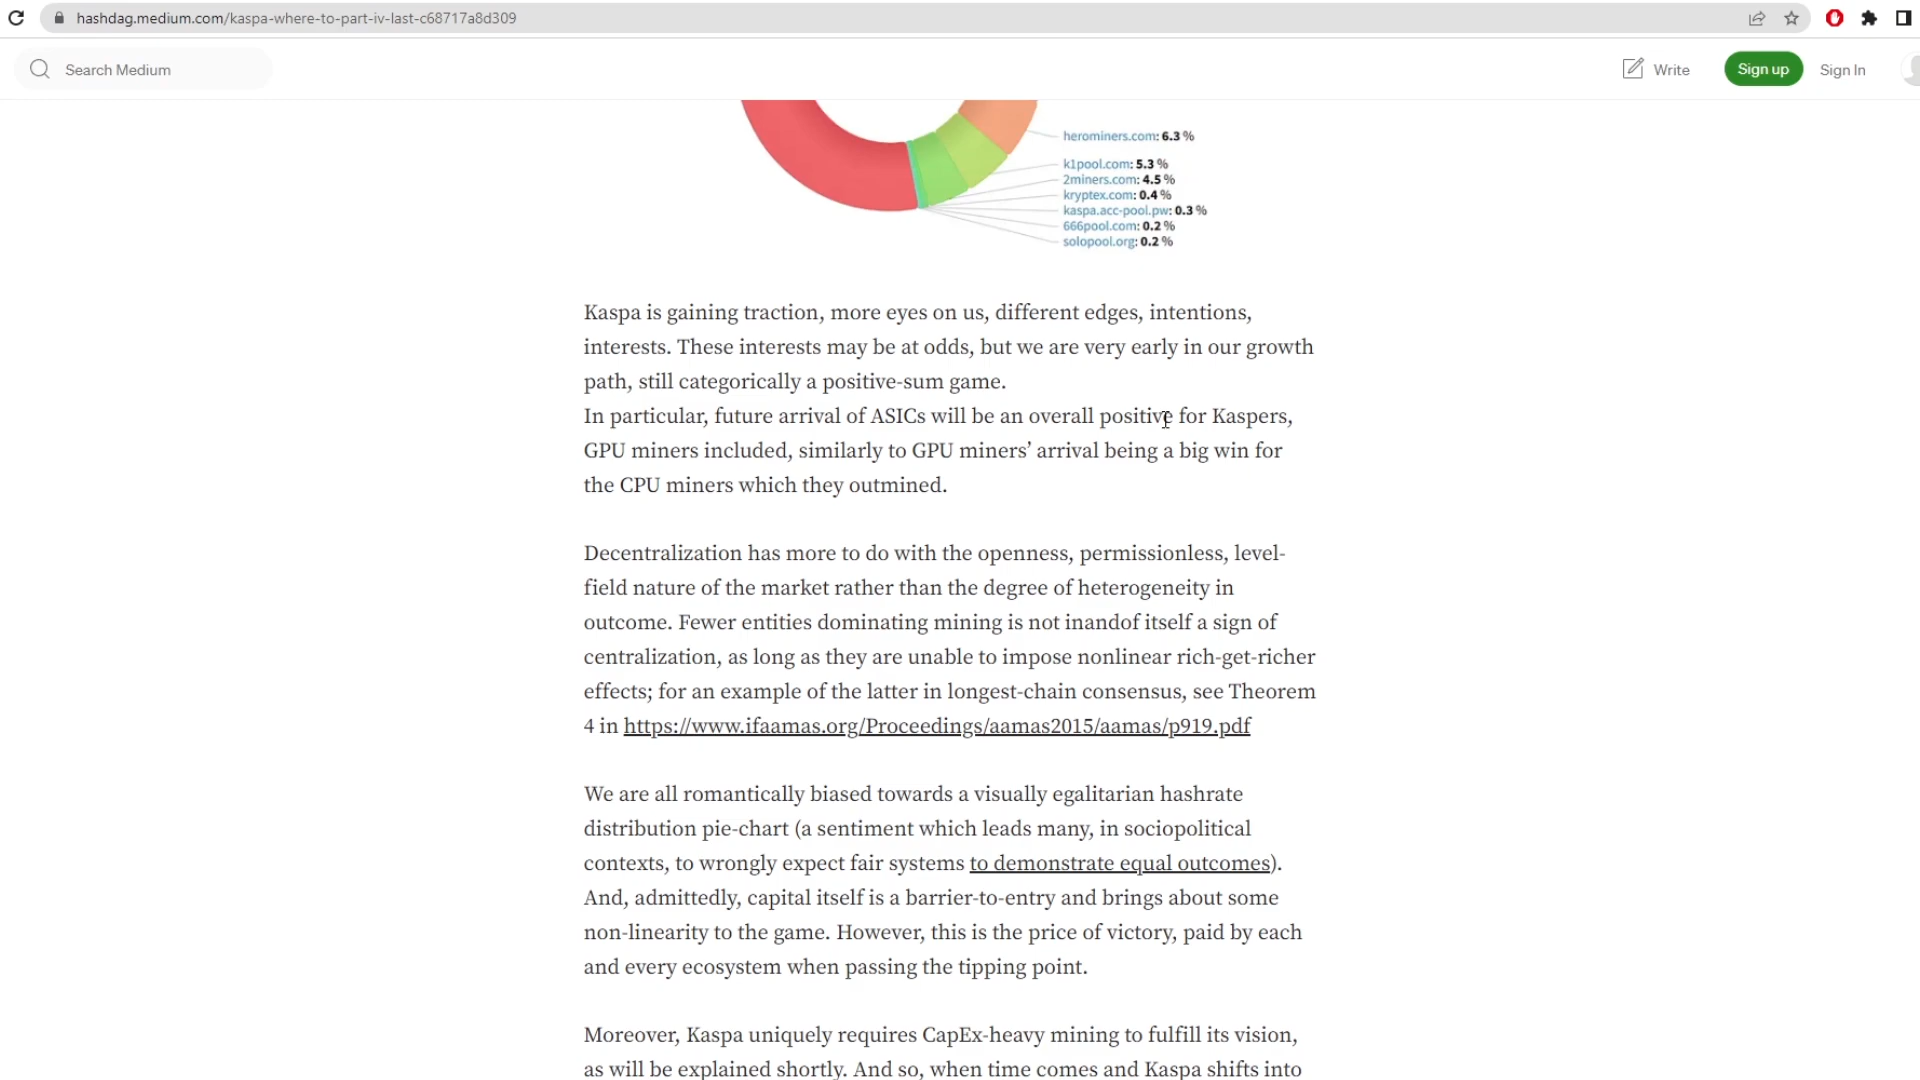 hashdag.medium.com/kaspa-where-to-part-iv-last-c68717a8d309
Search Medium
Write
Sign up
Sign In
herominers.com: 6.3 %
k1pool.com: 5.3 %
2miners.com: 4.5 %
kryptex.com: 0.4 %
kaspa.acc-pool.pw: 0.3 %
666pool.com: 0.2 %
solopool.org: 0.2 %
Kaspa is gaining traction, more eyes on us, different edges, intentions,
interests. These interests may be at odds, but we are very early in our growth
path, still categorically a positive-sum game.
In particular, future arrival of ASICs will be an overall positive for Kaspers,
GPU miners included, similarly to GPU miners’ arrival being a big win for
the CPU miners which they outmined.
Decentralization has more to do with the openness, permissionless, level-
field nature of the market rather than the degree of heterogeneity in
outcome. Fewer entities dominating mining is not inandof itself a sign of
centralization, as long as they are unable to impose nonlinear rich-get-richer
effects; for an example of the latter in longest-chain consensus, see Theorem
4 in https://www.ifaamas.org/Proceedings/aamas2015/aamas/p919.pdf
We are all romantically biased towards a visually egalitarian hashrate
distribution pie-chart (a sentiment which leads many, in sociopolitical
contexts, to wrongly expect fair systems to demonstrate equal outcomes).
And, admittedly, capital itself is a barrier-to-entry and brings about some
non-linearity to the game. However, this is the price of victory, paid by each
and every ecosystem when passing the tipping point.
Moreover, Kaspa uniquely requires CapEx-heavy mining to fulfill its vision,
as will be explained shortly. And so, when time comes and Kaspa shifts into